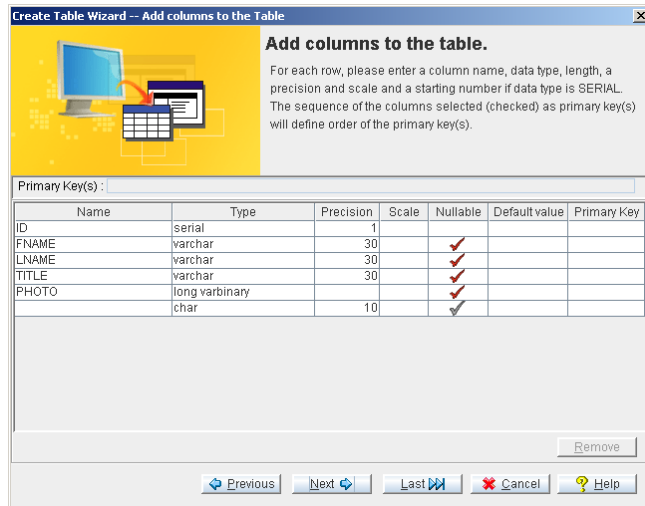 Create Table Wizard -- Add columns to the Table
Add columns to the table.
For each row, please enter a column name, data type, length, a
precision and scale and a starting number if data type is SERIAL.
The sequence of the columns selected (checked) as primary key(s)
will define order of the primary key(s).
Primary Key(s) :
Name Type Precision Scale Nullable Default value Primary Key
ID serial 1
FNAME varchar 30
LNAME varchar 30
TITLE varchar 30
PHOTO long varbinary
char 10
Remove
Previous Next Last Cancel Help